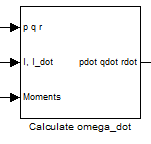 p q r
pdot qdot rdot
I, I_dot
Moments
Calculate omega_dot